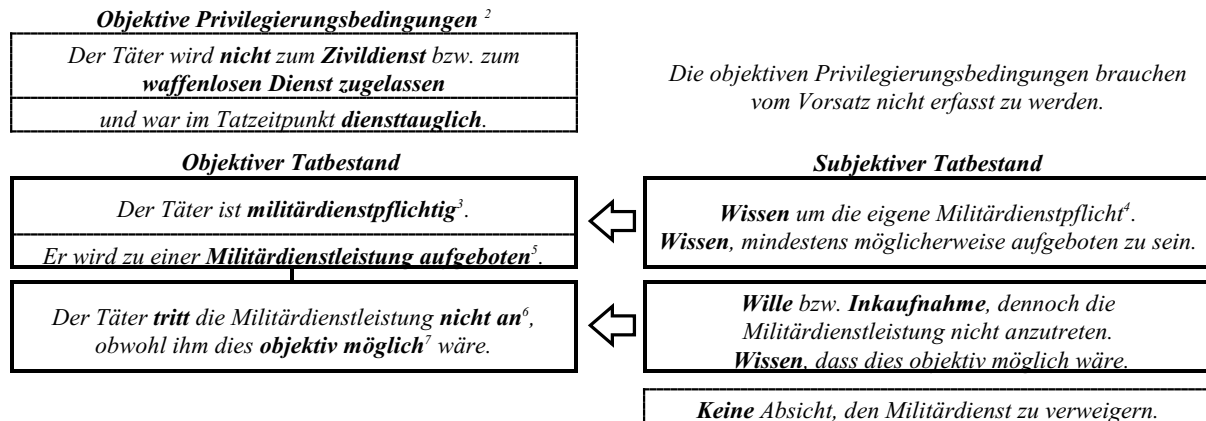 Objektive Privilegierungsbedingungen 2
Der Täter wird nicht zum Zivildienst bzw. zum
waffenlosen Dienst zugelassen
und war im Tatzeitpunkt diensttauglich.
Die objektiven Privilegierungsbedingungen brauchen
vom Vorsatz nicht erfasst zu werden.
Objektiver Tatbestand
Der Täter ist militärdienstpflichtig3.
Er wird zu einer Militärdienstleistung aufgeboten5.
Subjektiver Tatbestand
Wissen um die eigene Militärdienstpflicht4.
Wissen, mindestens möglicherweise aufgeboten zu sein.
Der Täter tritt die Militärdienstleistung nicht an6,
obwohl ihm dies objektiv möglich7 wäre.
Wille bzw. Inkaufnahme, dennoch die
Militärdienstleistung nicht anzutreten.
Wissen, dass dies objektiv möglich wäre.
Keine Absicht, den Militärdienst zu verweigern.